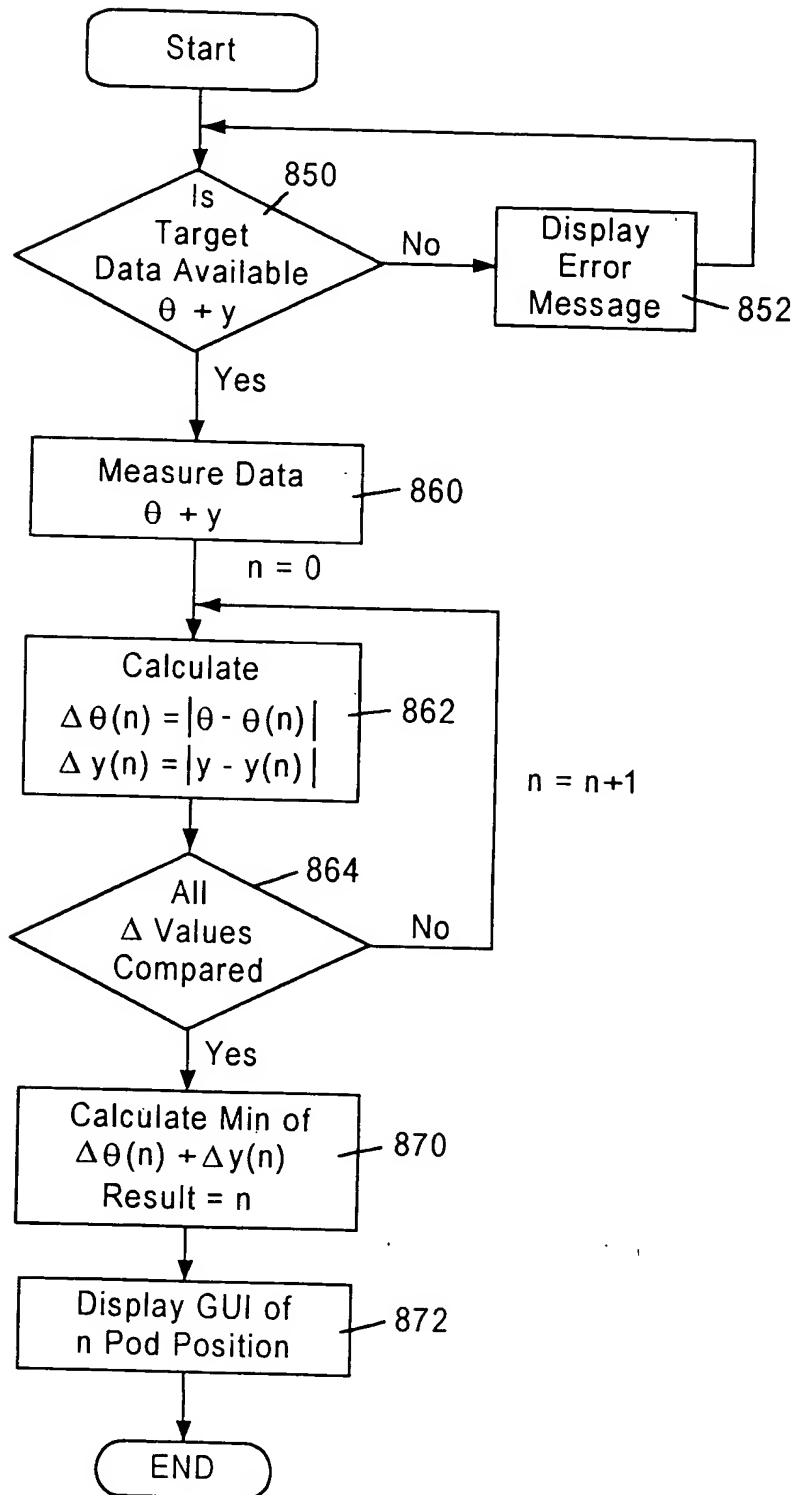 Start
850
Is
Target
Data Available
θ + y
No
Display
Error
Message
852
Yes
Measure Data
θ + y
860
n = 0
Calculate
Δ θ(n) = |θ - θ(n)|
Δ y(n) = |y - y(n)|
862
n = n+1
864
All
Δ Values
Compared
No
Yes
Calculate Min of
Δθ(n) + Δy(n)
Result = n
870
Display GUI of
n Pod Position
872
END